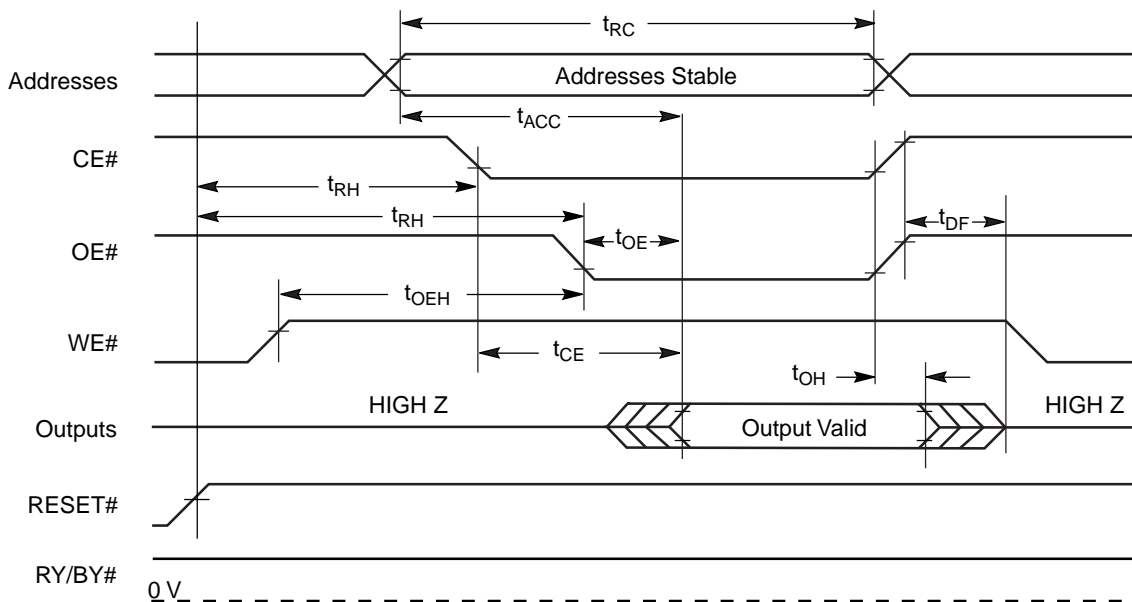 tRC
Addresses
Addresses Stable
tACC
CE#
tRH
tRH
tDF
OE#
tOE
tOEH
WE#
tCE
tOH
HIGH Z
HIGH Z
Outputs
Output Valid
RESET#
RY/BY#
0 V